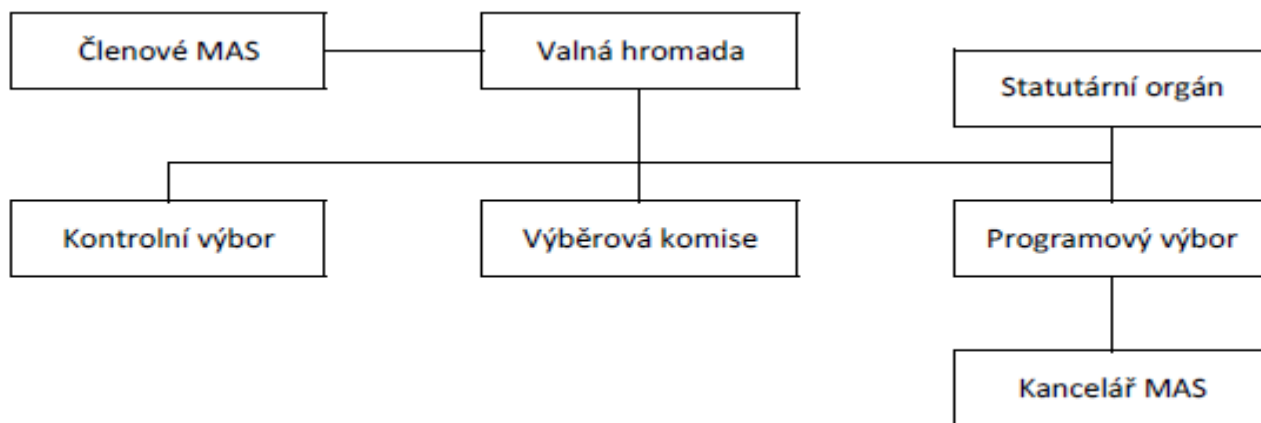 Členové MAS
Valná hromada
Statutární orgán
Kontrolní výbor
Výběrová komise
Programový výbor
Kancelář MAS